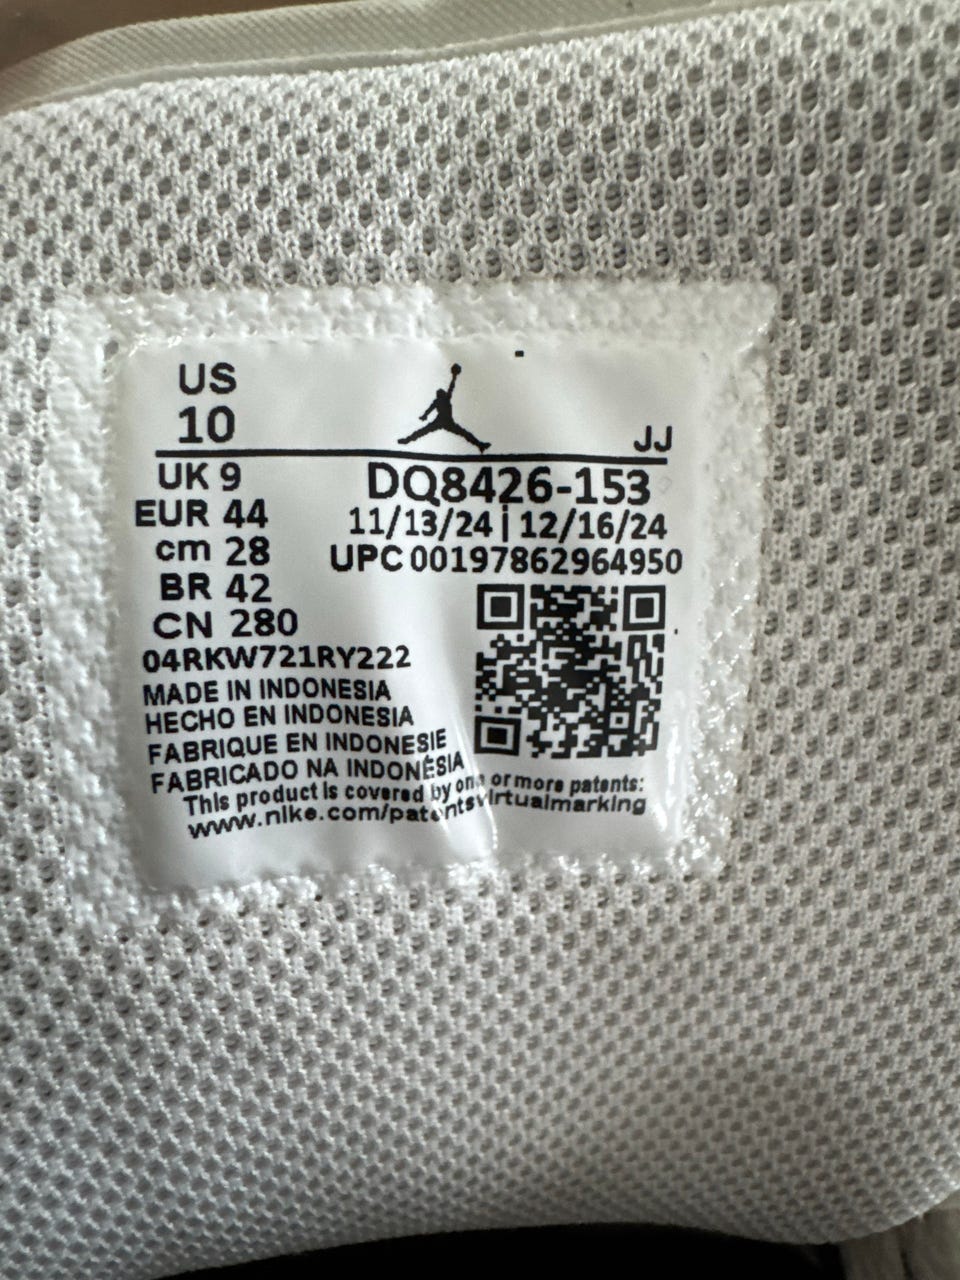 US
10
JJ
UK 9
DQ8426-153
EUR 44
11/13/24 | 12/16/24
cm 28
UPC 00197862964950
BR 42
CN 280
04RKW721RY222
MADE IN INDONESIA
HECHO EN INDONESIA
FABRIQUE EN INDONESIE
FABRICADO NA INDONÉSIA
This product is covered by one or more patents:
www.nike.com/patentsvirtualmarking